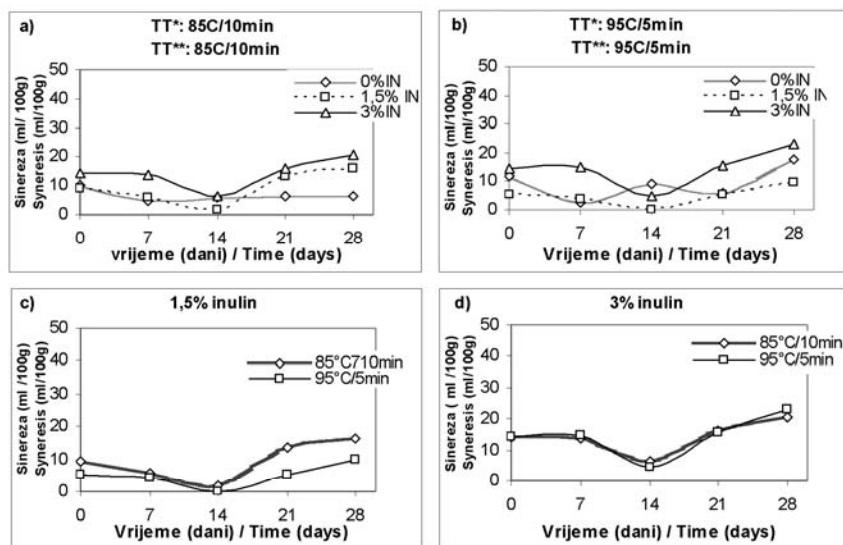 a)
TT*: 85C/10min
TT**: 85C/10min
Sinereza (ml/ 100g)
Syneresis (ml/100g)
50
40
30
20
10
0
0%IN
1,5% IN
3%IN
0 7 14 21 28
vrijeme (dani) / Time (days)
b)
TT*: 95C/5min
TT**: 95C/5min
Sinereza (ml/100g)
Syneresis (ml/100g)
50
40
30
20
10
0
0%IN
1,5% IN
3%IN
0 7 14 21 28
Vrijeme (dani) / Time (days)
c)
1,5% inulin
Sinereza (ml /100g)
Syneresis (ml/100g)
50
40
30
20
10
0
85°C710min
95°C/5min
0 7 14 21 28
Vrijeme (dani) / Time (days)
d)
3% inulin
Sinereza ( ml /100g)
Syneresis (ml/100g)
50
40
30
20
10
0
85°C/10min
95°C/5min
0 7 14 21 28
Vrijeme (dani) / Time (days)